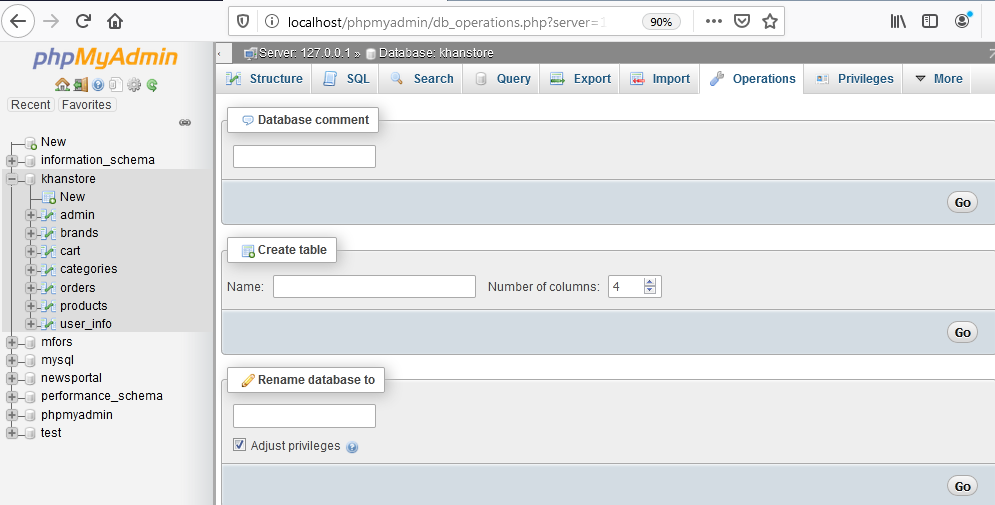 localhost/phpmyadmin/db_operations.php?server=1
90%
phpMyAdmin
Recent Favorites
New
information_schema
khanstore
New
admin
brands
cart
categories
orders
products
user_info
mfors
mysql
newsportal
performance_schema
phpmyadmin
test
Server: 127.0.0.1 » Database: khanstore
Structure SQL Search Query Export Import Operations Privileges More
Database comment
Go
Create table
Name: Number of columns: 4
Go
Rename database to
Adjust privileges
Go